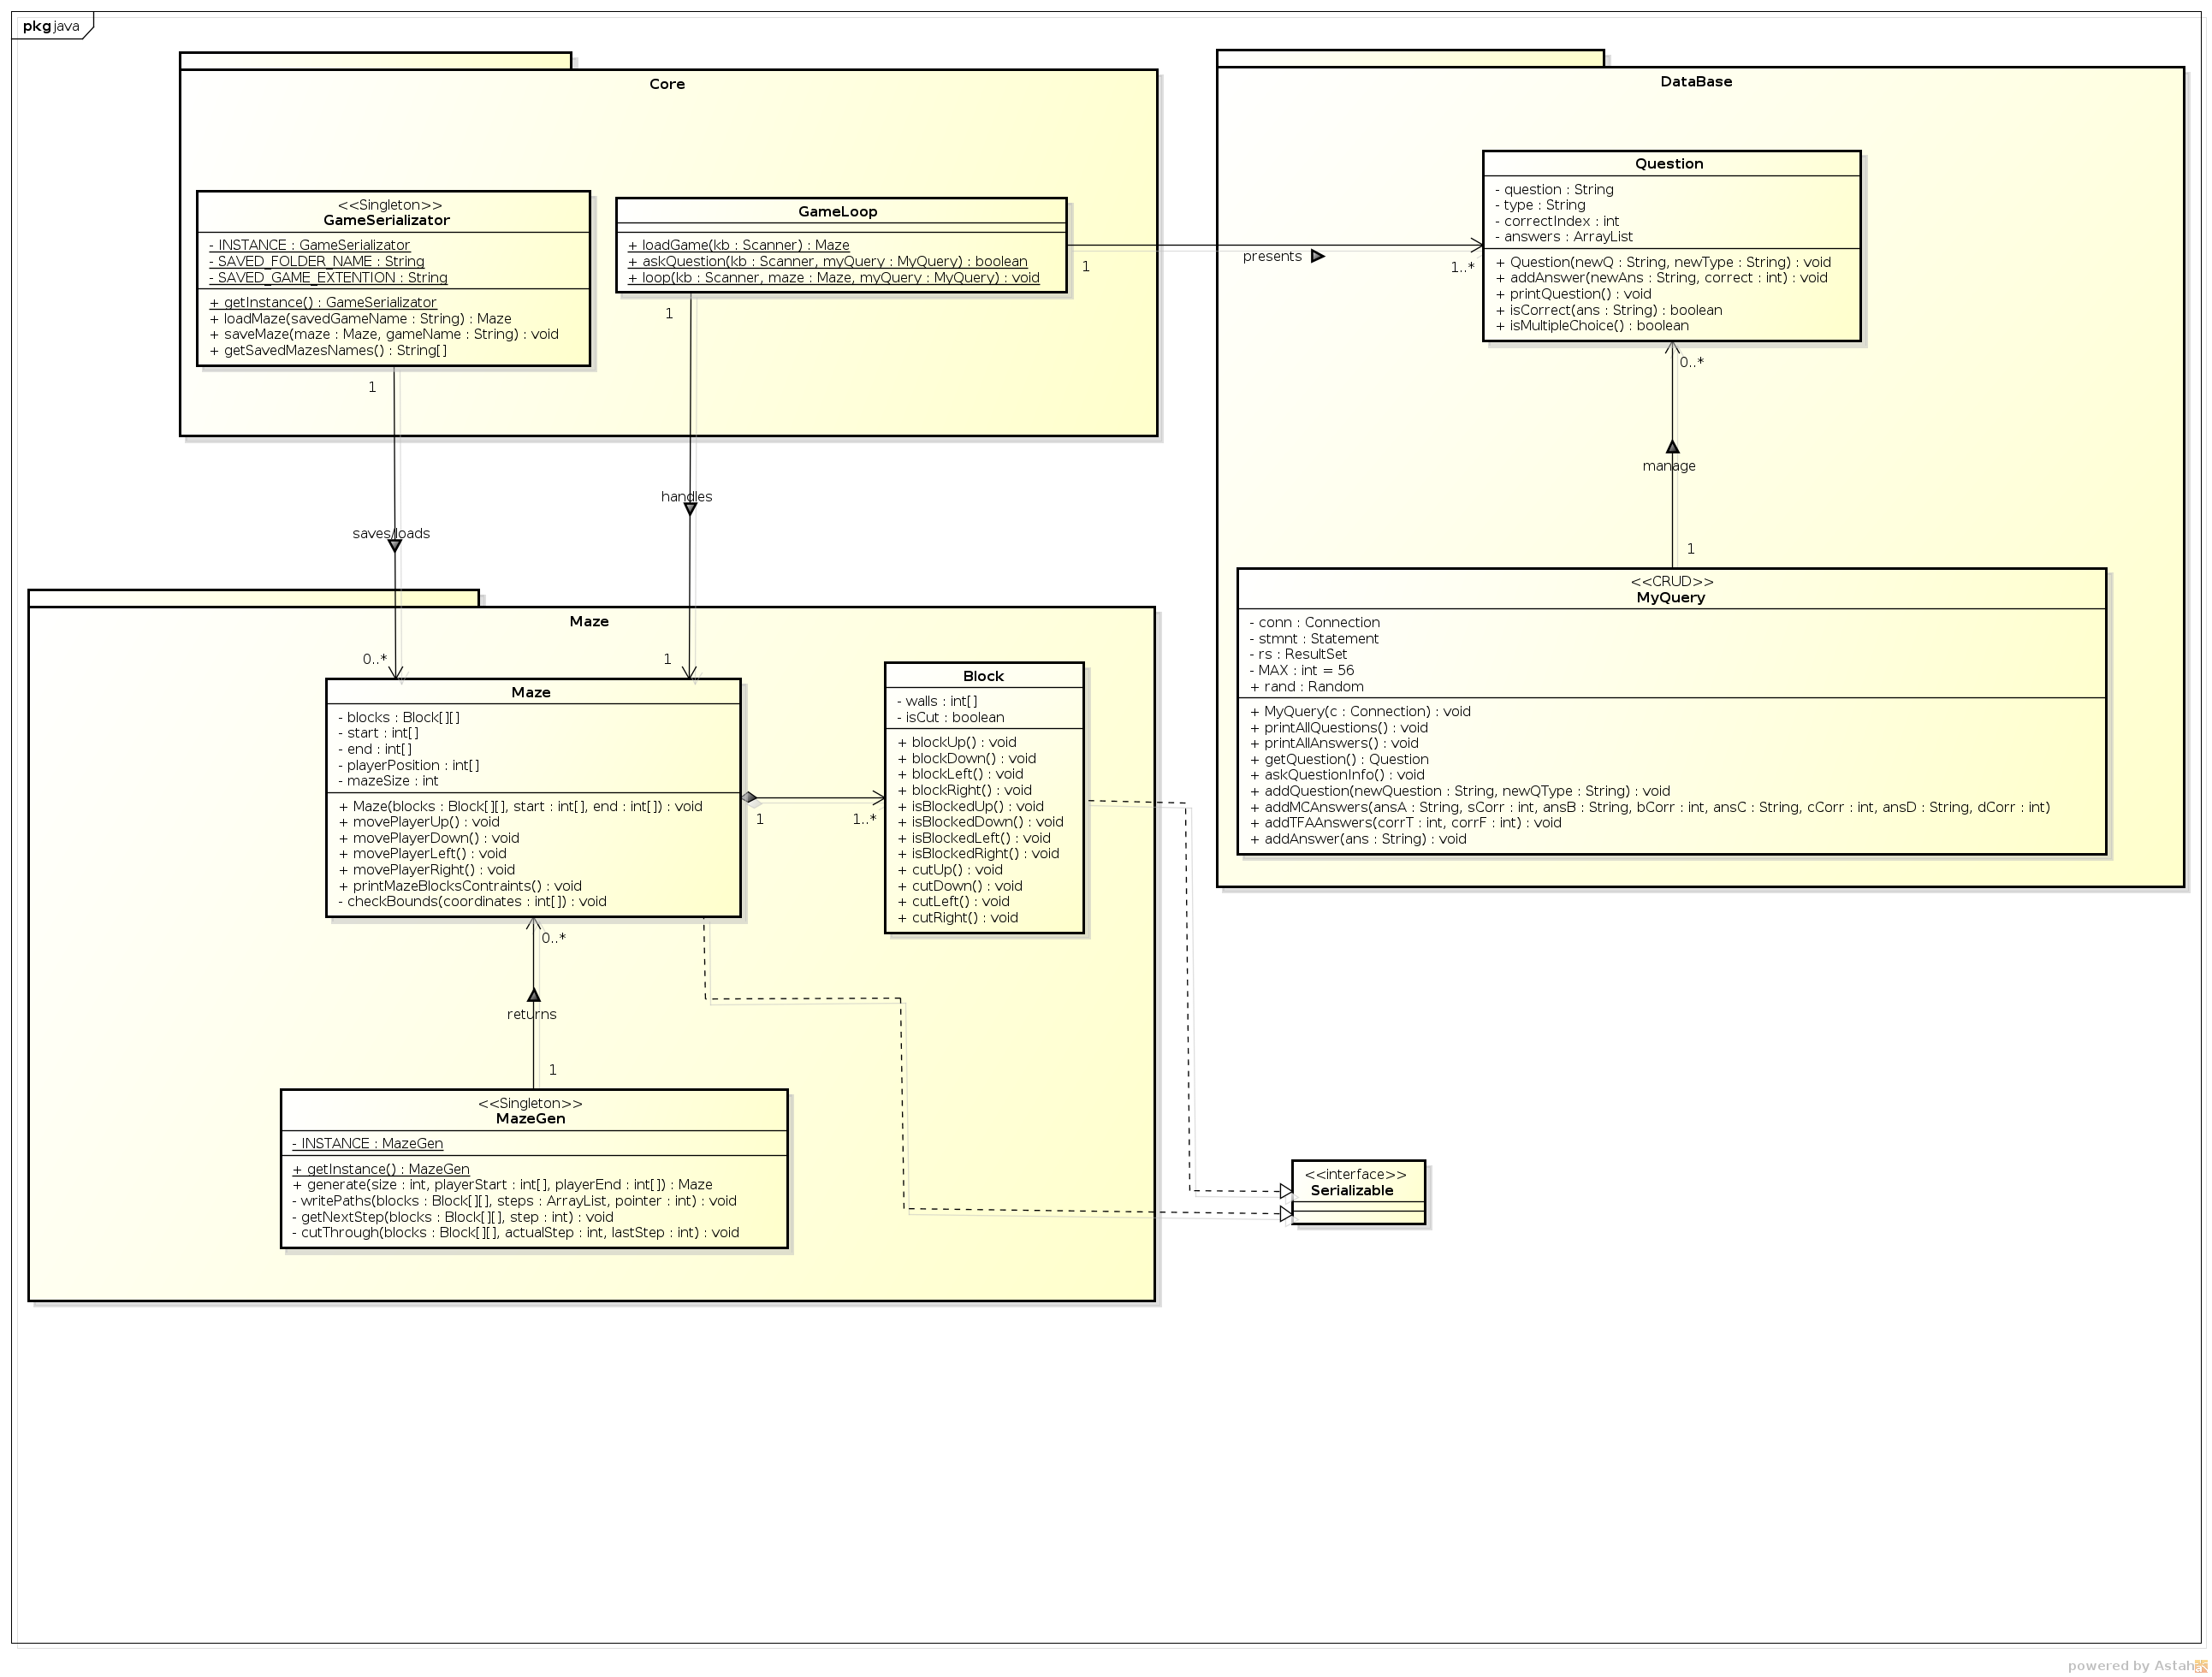 pkg java
Core
<<Singleton>>
GameSerializator
- INSTANCE : GameSerializator
- SAVED_FOLDER_NAME : String
- SAVED_GAME_EXTENTION : String
+ getInstance() : GameSerializator
+ loadMaze(savedGameName : String) : Maze
+ saveMaze(maze : Maze, gameName : String) : void
+ getSavedMazesNames() : String[]
1
saves/loads
0..*
GameLoop
+ loadGame(kb : Scanner) : Maze
+ askQuestion(kb : Scanner, myQuery : MyQuery) : boolean
+ loop(kb : Scanner, maze : Maze, myQuery : MyQuery) : void
1
handles
1
1
presents
1..*
DataBase
Question
- question : String
- type : String
- correctIndex : int
- answers : ArrayList
+ Question(newQ : String, newType : String) : void
+ addAnswer(newAns : String, correct : int) : void
+ printQuestion() : void
+ isCorrect(ans : String) : boolean
+ isMultipleChoice() : boolean
0..*
manage
1
<<CRUD>>
MyQuery
- conn : Connection
- stmnt : Statement
- rs : ResultSet
- MAX : int = 56
+ rand : Random
+ MyQuery(c : Connection) : void
+ printAllQuestions() : void
+ printAllAnswers() : void
+ getQuestion() : Question
+ askQuestionInfo() : void
+ addQuestion(newQuestion : String, newQType : String) : void
+ addMCAnswers(ansA : String, sCorr : int, ansB : String, bCorr : int, ansC : String, cCorr : int, ansD : String, dCorr : int)
+ addTFAAnswers(corrT : int, corrF : int) : void
+ addAnswer(ans : String) : void
Maze
Maze
- blocks : Block[][]
- start : int[]
- end : int[]
- playerPosition : int[]
- mazeSize : int
+ Maze(blocks : Block[][], start : int[], end : int[]) : void
+ movePlayerUp() : void
+ movePlayerDown() : void
+ movePlayerLeft() : void
+ movePlayerRight() : void
+ printMazeBlocksContraints() : void
- checkBounds(coordinates : int[]) : void
1
1..*
Block
- walls : int[]
- isCut : boolean
+ blockUp() : void
+ blockDown() : void
+ blockLeft() : void
+ blockRight() : void
+ isBlockedUp() : void
+ isBlockedDown() : void
+ isBlockedLeft() : void
+ isBlockedRight() : void
+ cutUp() : void
+ cutDown() : void
+ cutLeft() : void
+ cutRight() : void
0..*
returns
1
<<Singleton>>
MazeGen
- INSTANCE : MazeGen
+ getInstance() : MazeGen
+ generate(size : int, playerStart : int[], playerEnd : int[]) : Maze
- writePaths(blocks : Block[][], steps : ArrayList, pointer : int) : void
- getNextStep(blocks : Block[][], step : int) : void
- cutThrough(blocks : Block[][], actualStep : int, lastStep : int) : void
<<interface>>
Serializable
powered by Astah